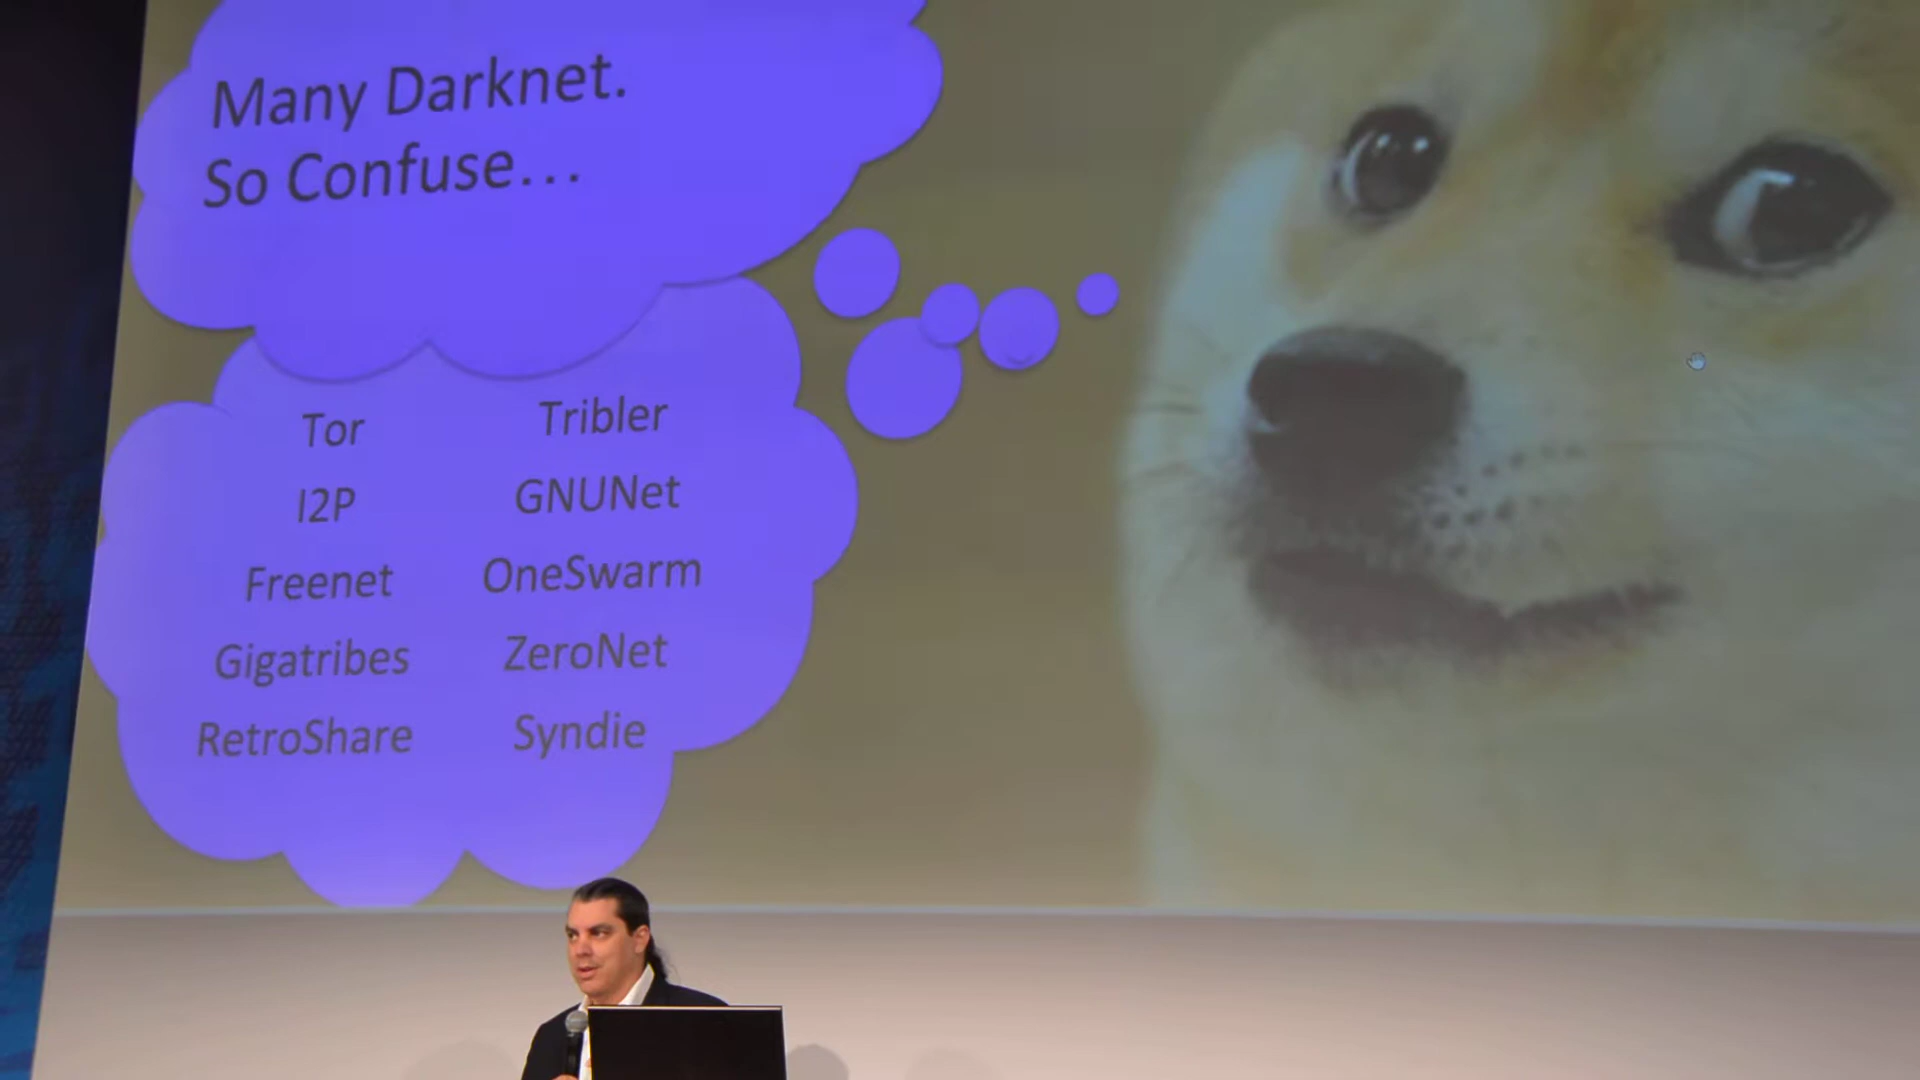 Many Darknet.
So Confuse...
Tor
I2P
Freenet
Gigatribes
RetroShare
Tribler
GNUNet
OneSwarm
ZeroNet
Syndie